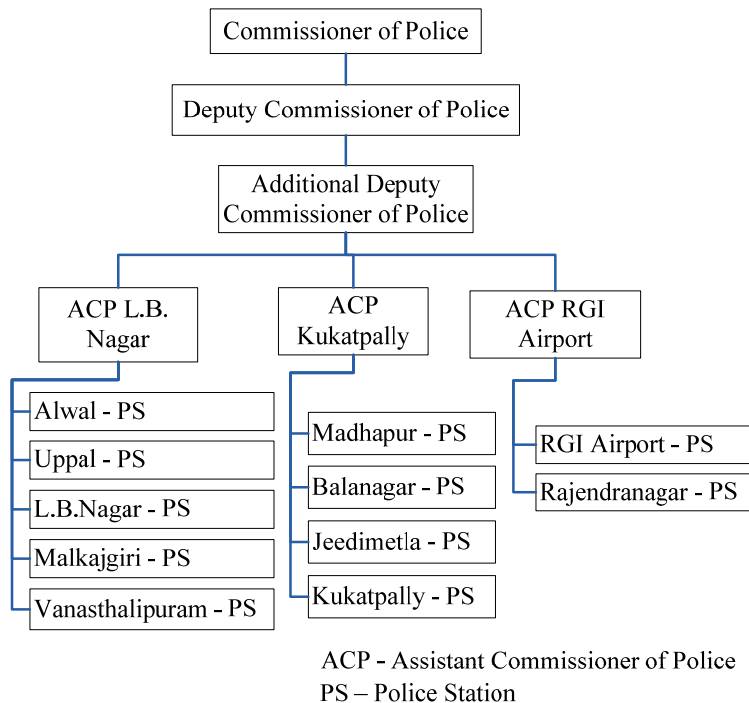 Commissioner of Police
Deputy Commissioner of Police
Additional Deputy
Commissioner of Police
ACP L.B.
Nagar
ACP
Kukatpally
ACP RGI
Airport
Alwal - PS
Uppal - PS
L.B.Nagar - PS
Malkajgiri - PS
Vanasthalipuram - PS
Madhapur - PS
Balanagar - PS
Jeedimetla - PS
Kukatpally - PS
RGI Airport - PS
Rajendranagar - PS
ACP - Assistant Commissioner of Police
PS – Police Station